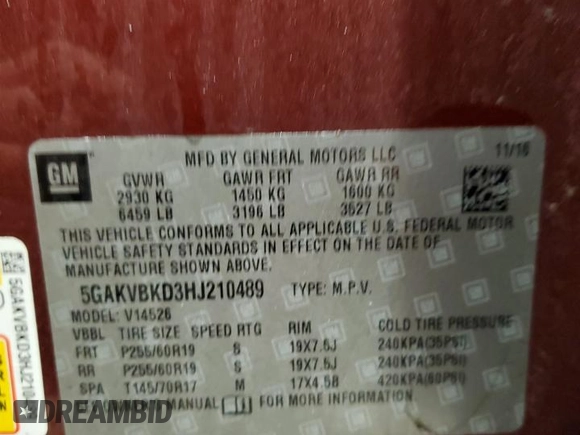 GM
MFD BY GENERAL MOTORS LLC 11/16
GVWR GAWR FRT GAWR RR
2930 KG 1450 KG 1600 KG
6459 LB 3196 LB 3527 LB
THIS VEHICLE CONFORMS TO ALL APPLICABLE U.S. FEDERAL MOTOR
VEHICLE SAFETY STANDARDS IN EFFECT ON THE DATE OF
MANUFACTURE SHOWN ABOVE.
5GAKVBKD3HJ210489 TYPE: M.P.V.
MODEL: V14526
VBBL TIRE SIZE SPEED RTG RIM COLD TIRE PRESSURE
FRT P255/60R19 S 19X7.5J 240KPA(35PSI)
RR P255/60R19 S 19X7.5J 240KPA(35PSI)
SPA T145/70R17 M 17X4.5B 420KPA(60PSI)
MANUAL FOR MORE INFORMATION
5GAKVBKD3HJ210
DREAMBID